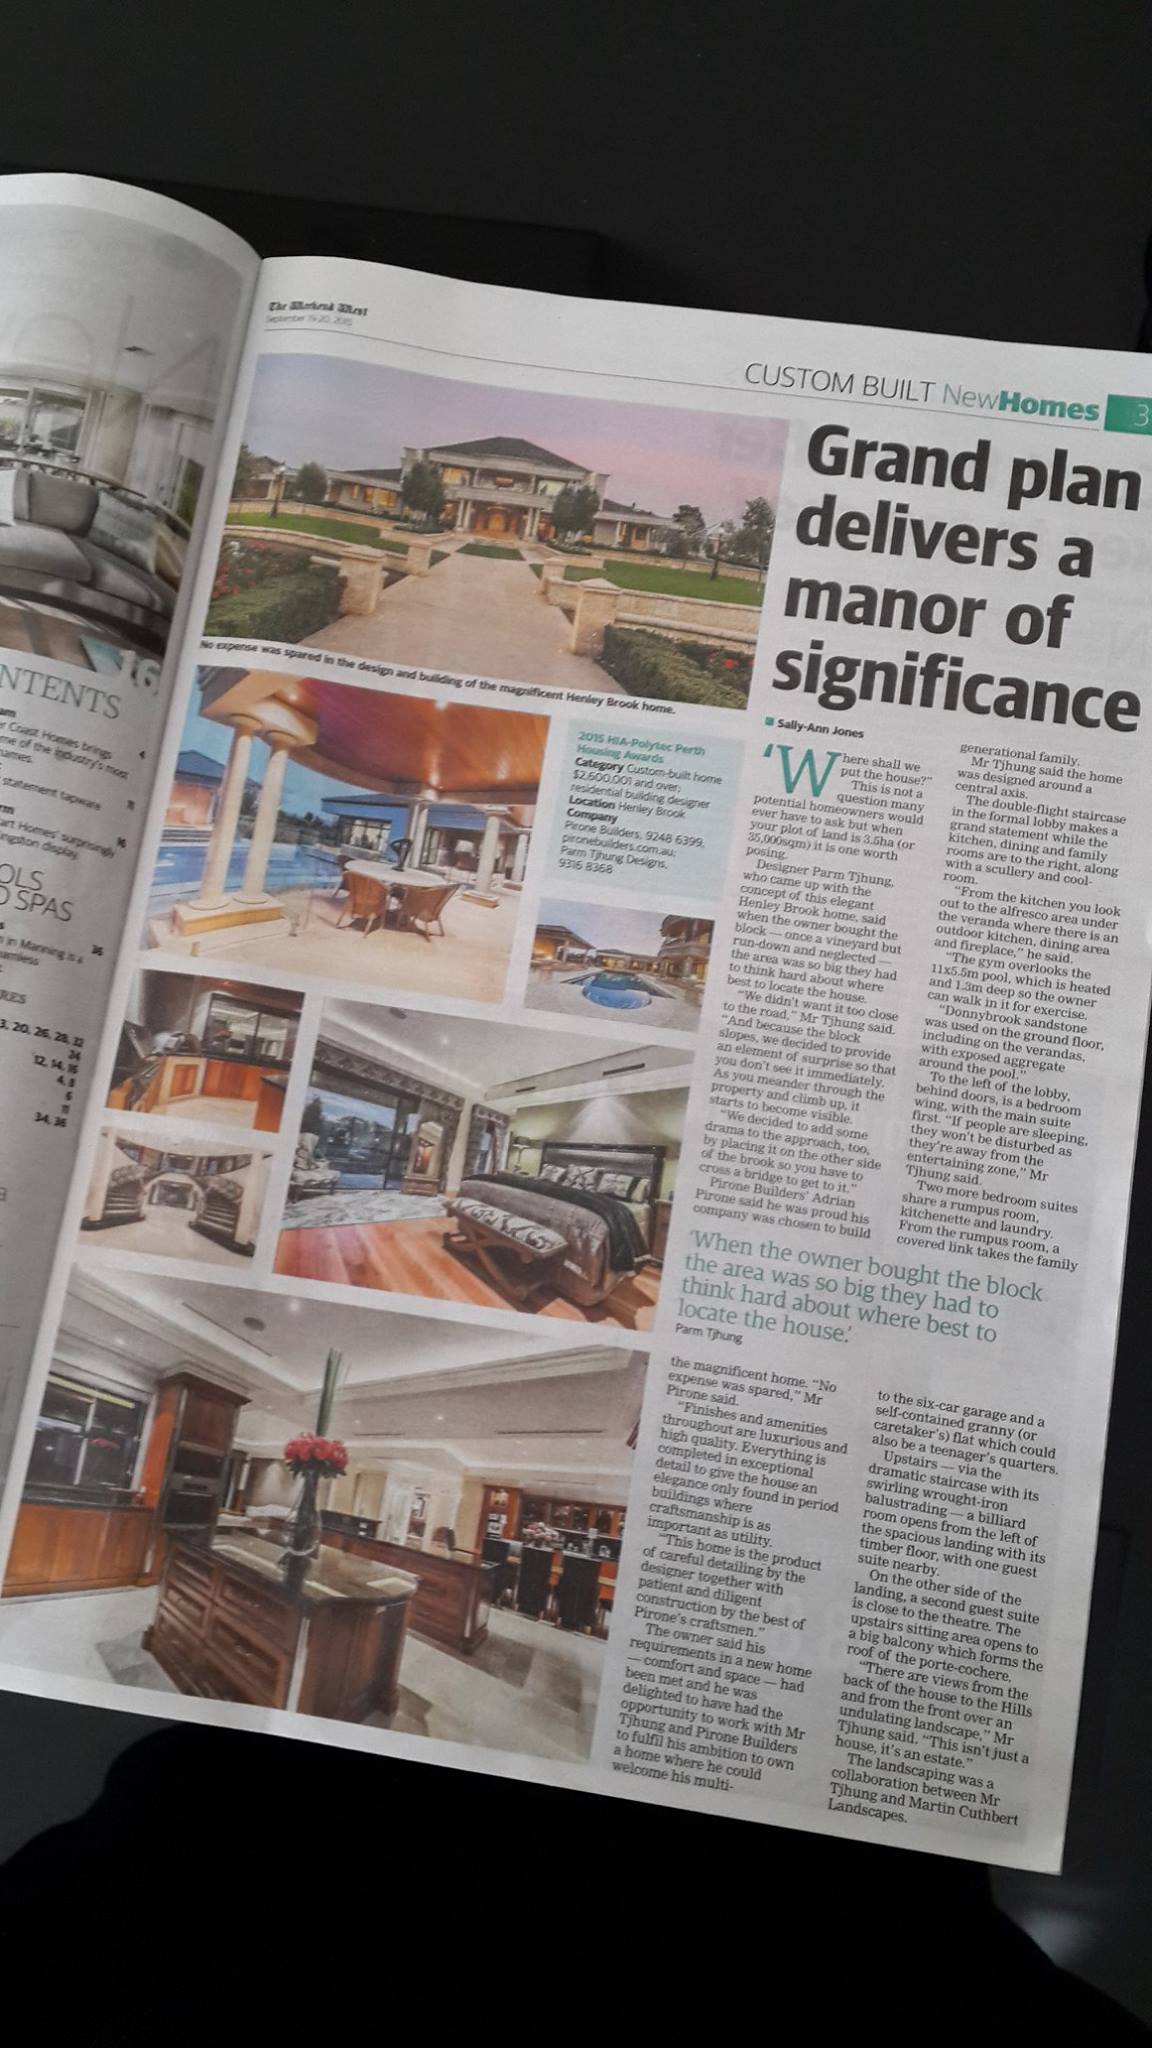 The Weekend West
September 19-20, 2015
CUSTOM BUILT NewHomes 3
Grand plan
delivers a
manor of
significance
No expense was spared in the design and building of the magnificent Henley Brook home.
2015 HIA-Polytec Perth
Housing Awards
Category Custom-built home
$2,600,001 and over;
residential building designer
Location Henley Brook
Company
Pirone Builders, 9248 6399,
pironebuilders.com.au;
Parm Tjhung Designs,
9316 8368
Sally-Ann Jones
‘Where shall we
put the house?”
This is not a
question many
potential homeowners would
ever have to ask but when
your plot of land is 3.5ha (or
35,000sqm) it is one worth
posing.
Designer Parm Tjhung,
who came up with the
concept of this elegant
Henley Brook home, said
when the owner bought the
block — once a vineyard but
run-down and neglected —
the area was so big they had
to think hard about where
best to locate the house.
“We didn’t want it too close
to the road,” Mr Tjhung said.
“And because the block
slopes, we decided to provide
an element of surprise so that
you don’t see it immediately.
As you meander through the
property and climb up, it
starts to become visible.
“We decided to add some
drama to the approach, too,
by placing it on the other side
of the brook so you have to
cross a bridge to get to it.”
Pirone Builders’ Adrian
Pirone said he was proud his
company was chosen to build
‘When the owner bought the block
the area was so big they had to
think hard about where best to
locate the house.’
Parm Tjhung
the magnificent home. “No
expense was spared,” Mr
Pirone said.
“Finishes and amenities
throughout are luxurious and
high quality. Everything is
completed in exceptional
detail to give the house an
elegance only found in period
buildings where
craftsmanship is as
important as utility.
“This home is the product
of careful detailing by the
designer together with
patient and diligent
construction by the best of
Pirone’s craftsmen.”
The owner said his
requirements in a new home
— comfort and space — had
been met and he was
delighted to have had the
opportunity to work with Mr
Tjhung and Pirone Builders
to fulfil his ambition to own
a home where he could
welcome his multi-
generational family.
Mr Tjhung said the home
was designed around a
central axis.
The double-flight staircase
in the formal lobby makes a
grand statement while the
kitchen, dining and family
rooms are to the right, along
with a scullery and cool-
room.
“From the kitchen you look
out to the alfresco area under
the veranda where there is an
outdoor kitchen, dining area
and fireplace,” he said.
“The gym overlooks the
11x5.5m pool, which is heated
and 1.3m deep so the owner
can walk in it for exercise.
“Donnybrook sandstone
was used on the ground floor,
including on the verandas,
with exposed aggregate
around the pool.”
To the left of the lobby,
behind doors, is a bedroom
wing, with the main suite
first. “If people are sleeping,
they won’t be disturbed as
they’re away from the
entertaining zone,” Mr
Tjhung said.
Two more bedroom suites
share a rumpus room,
kitchenette and laundry.
From the rumpus room, a
covered link takes the family
to the six-car garage and a
self-contained granny (or
caretaker’s) flat which could
also be a teenager’s quarters.
Upstairs — via the
dramatic staircase with its
swirling wrought-iron
balustrading — a billiard
room opens from the left of
the spacious landing with its
timber floor, with one guest
suite nearby.
On the other side of the
landing, a second guest suite
is close to the theatre. The
upstairs sitting area opens to
a big balcony which forms the
roof of the porte-cochere.
“There are views from the
back of the house to the Hills
and from the front over an
undulating landscape,” Mr
Tjhung said. “This isn’t just a
house, it’s an estate.”
The landscaping was a
collaboration between Mr
Tjhung and Martin Cuthbert
Landscapes.
16
NTENTS
Coast Homes brings 4
me of the industry’s most
names.
statement tapware 11
art Homes’ surprisingly 16
ingston display.
OLS
D SPAS
in Manning is a 36
amless
RES
3, 20, 26, 28, 32
24
12, 14, 16
4, 8
6
11
34, 36